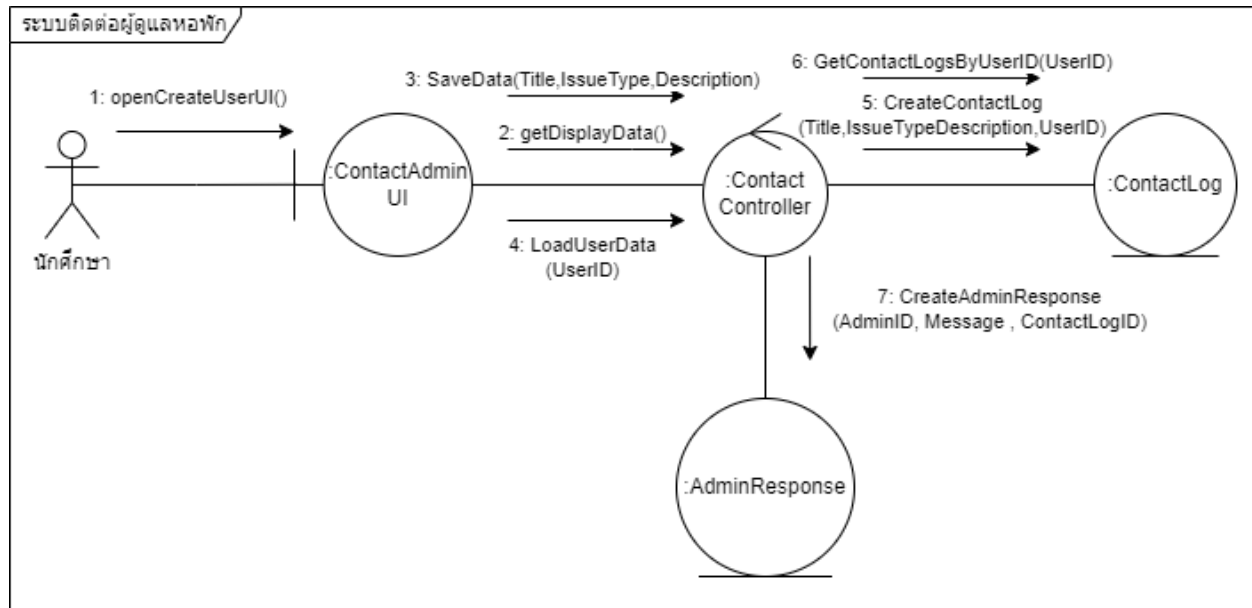 ระบบติดต่อผู้ดูแลหอพัก
1: openCreateUserUI()
3: SaveData(Title,IssueType,Description)
2: getDisplayData()
6: GetContactLogsByUserID(UserID)
5: CreateContactLog
(Title,IssueTypeDescription,UserID)
:ContactAdmin
UI
:Contact
Controller
:ContactLog
นักศึกษา
4: LoadUserData
(UserID)
7: CreateAdminResponse
(AdminID, Message , ContactLogID)
:AdminResponse